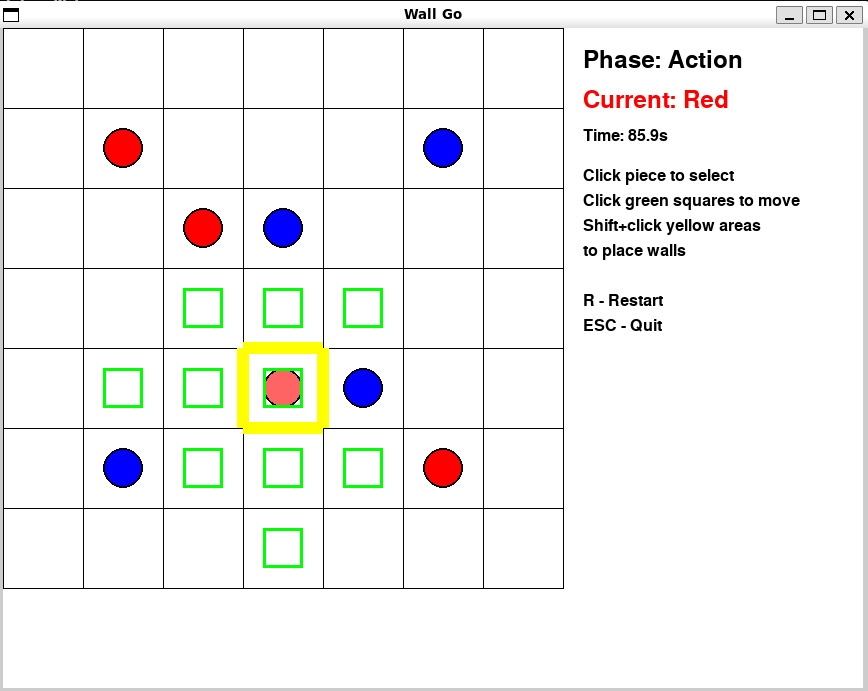 Wall Go
Phase: Action
Current: Red
Time: 85.9s
Click piece to select
Click green squares to move
Shift+click yellow areas
to place walls
R - Restart
ESC - Quit